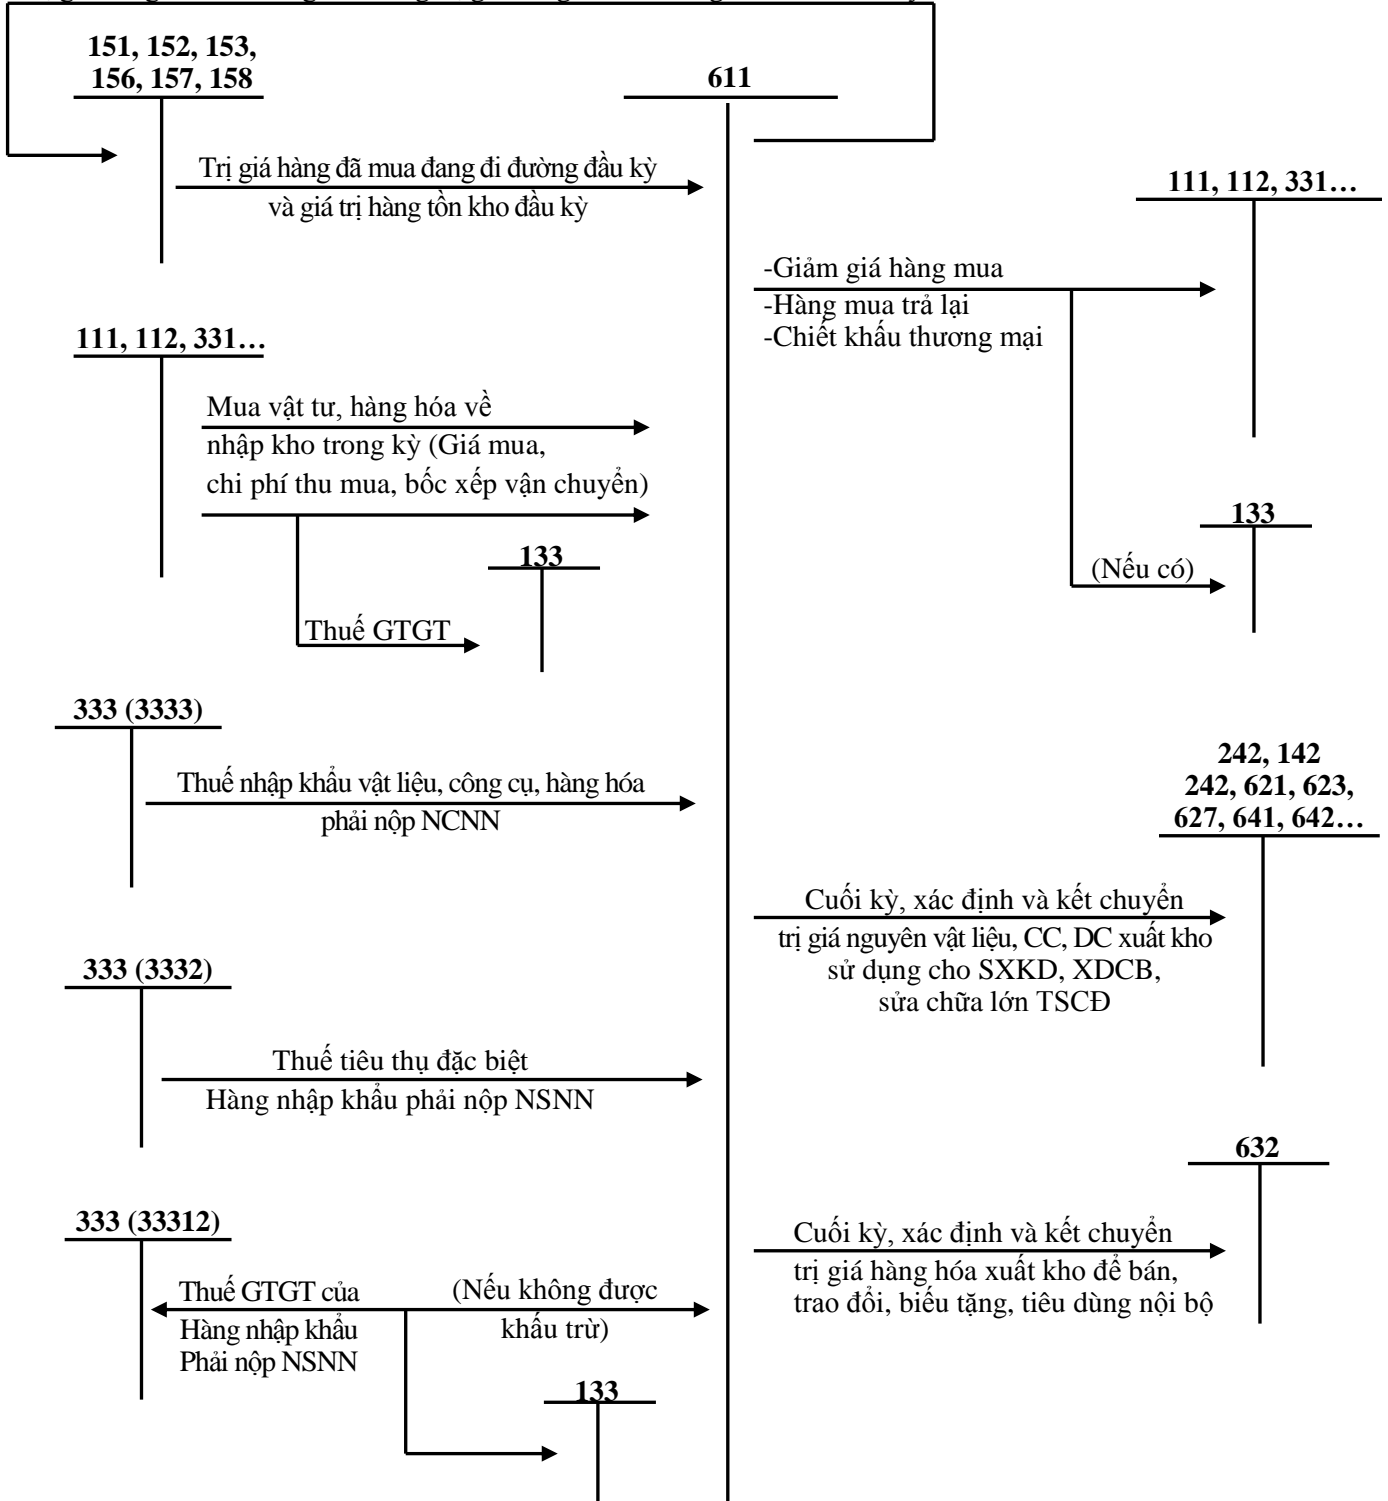 151, 152, 153,
156, 157, 158
611
Trị giá hàng đã mua đang đi đường đầu kỳ
và giá trị hàng tồn kho đầu kỳ
111, 112, 331…
-Giảm giá hàng mua
-Hàng mua trả lại
-Chiết khấu thương mại
111, 112, 331…
Mua vật tư, hàng hóa về
nhập kho trong kỳ (Giá mua,
chi phí thu mua, bốc xếp vận chuyển)
133
133
(Nếu có)
Thuế GTGT
333 (3333)
Thuế nhập khẩu vật liệu, công cụ, hàng hóa
phải nộp NCNN
242, 142
242, 621, 623,
627, 641, 642…
Cuối kỳ, xác định và kết chuyển
trị giá nguyên vật liệu, CC, DC xuất kho
sử dụng cho SXKD, XDCB,
sửa chữa lớn TSCĐ
333 (3332)
Thuế tiêu thụ đặc biệt
Hàng nhập khẩu phải nộp NSNN
632
Cuối kỳ, xác định và kết chuyển
trị giá hàng hóa xuất kho để bán,
trao đổi, biếu tặng, tiêu dùng nội bộ
333 (33312)
Thuế GTGT của
Hàng nhập khẩu
Phải nộp NSNN
(Nếu không được
khấu trừ)
133